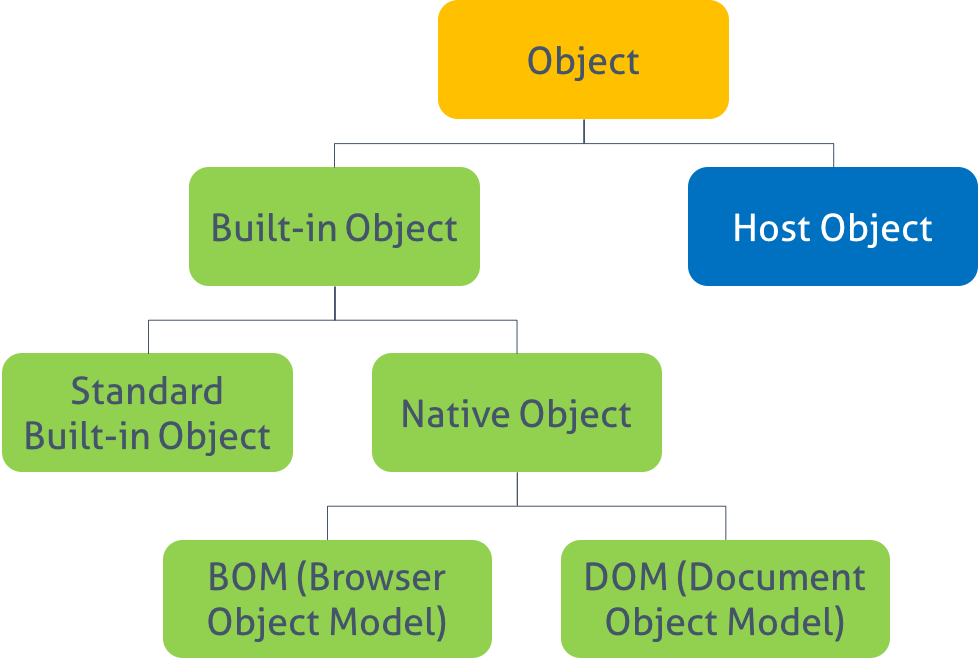 Object
Built-in Object
Host Object
Standard
Built-in Object
Native Object
BOM (Browser
Object Model)
DOM (Document
Object Model)